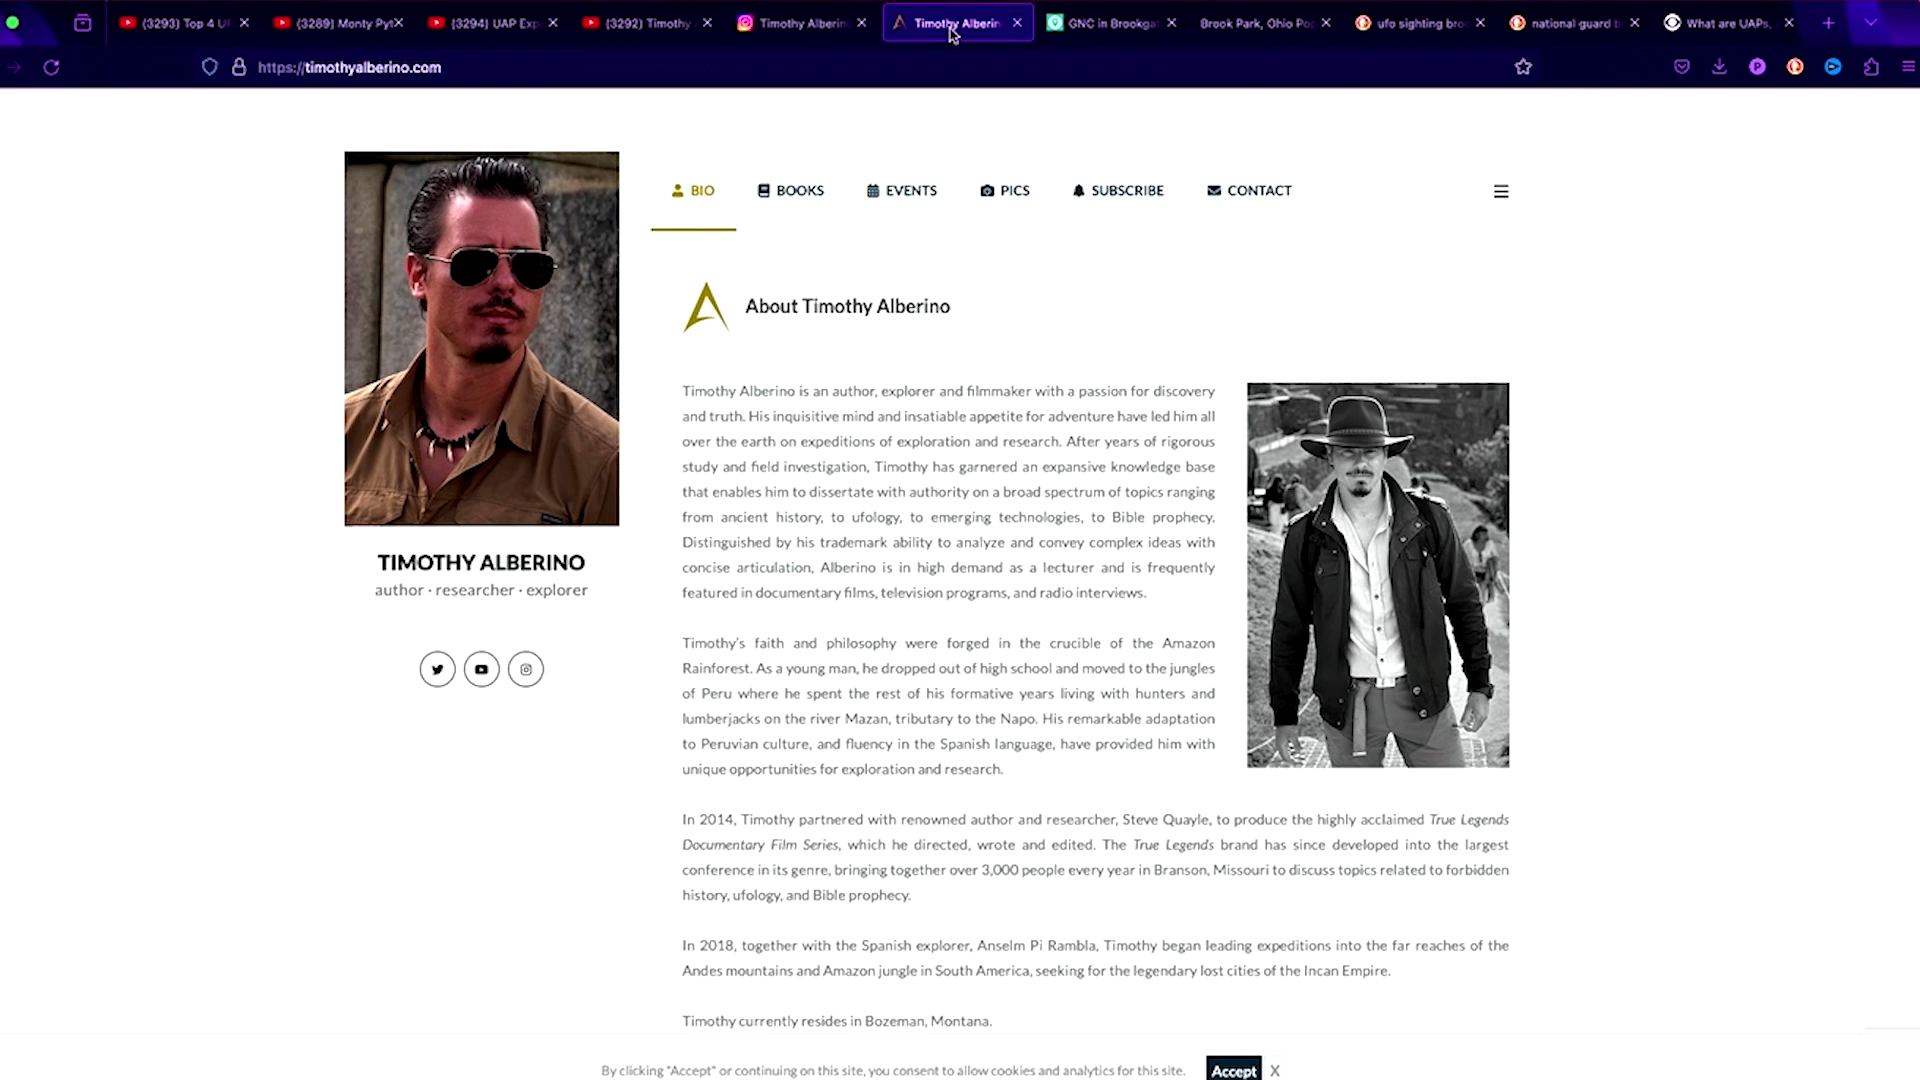 (3293) Top 4 U
(3289) Monty Pyt
(3294) UAP Exp
(3292) Timothy
Timothy Alberin
Timothy Alberin
GNC in Brookga
Brook Park, Ohio Po
ufo sighting bro
national guard b
What are UAPs,
https://timothyalberino.com
BIO
BOOKS
EVENTS
PICS
SUBSCRIBE
CONTACT
About Timothy Alberino
TIMOTHY ALBERINO
author · researcher · explorer
Timothy Alberino is an author, explorer and filmmaker with a passion for discovery
and truth. His inquisitive mind and insatiable appetite for adventure have led him all
over the earth on expeditions of exploration and research. After years of rigorous
study and field investigation, Timothy has garnered an expansive knowledge base
that enables him to dissertate with authority on a broad spectrum of topics ranging
from ancient history, to ufology, to emerging technologies, to Bible prophecy.
Distinguished by his trademark ability to analyze and convey complex ideas with
concise articulation, Alberino is in high demand as a lecturer and is frequently
featured in documentary films, television programs, and radio interviews.
Timothy's faith and philosophy were forged in the crucible of the Amazon
Rainforest. As a young man, he dropped out of high school and moved to the jungles
of Peru where he spent the rest of his formative years living with hunters and
lumberjacks on the river Mazan, tributary to the Napo. His remarkable adaptation
to Peruvian culture, and fluency in the Spanish language, have provided him with
unique opportunities for exploration and research.
In 2014, Timothy partnered with renowned author and researcher, Steve Quayle, to produce the highly acclaimed True Legends
Documentary Film Series, which he directed, wrote and edited. The True Legends brand has since developed into the largest
conference in its genre, bringing together over 3,000 people every year in Branson, Missouri to discuss topics related to forbidden
history, ufology, and Bible prophecy.
In 2018, together with the Spanish explorer, Anselm Pi Rambla, Timothy began leading expeditions into the far reaches of the
Andes mountains and Amazon jungle in South America, seeking for the legendary lost cities of the Incan Empire.
Timothy currently resides in Bozeman, Montana.
By clicking "Accept" or continuing on this site, you consent to allow cookies and analytics for this site.
Accept
X